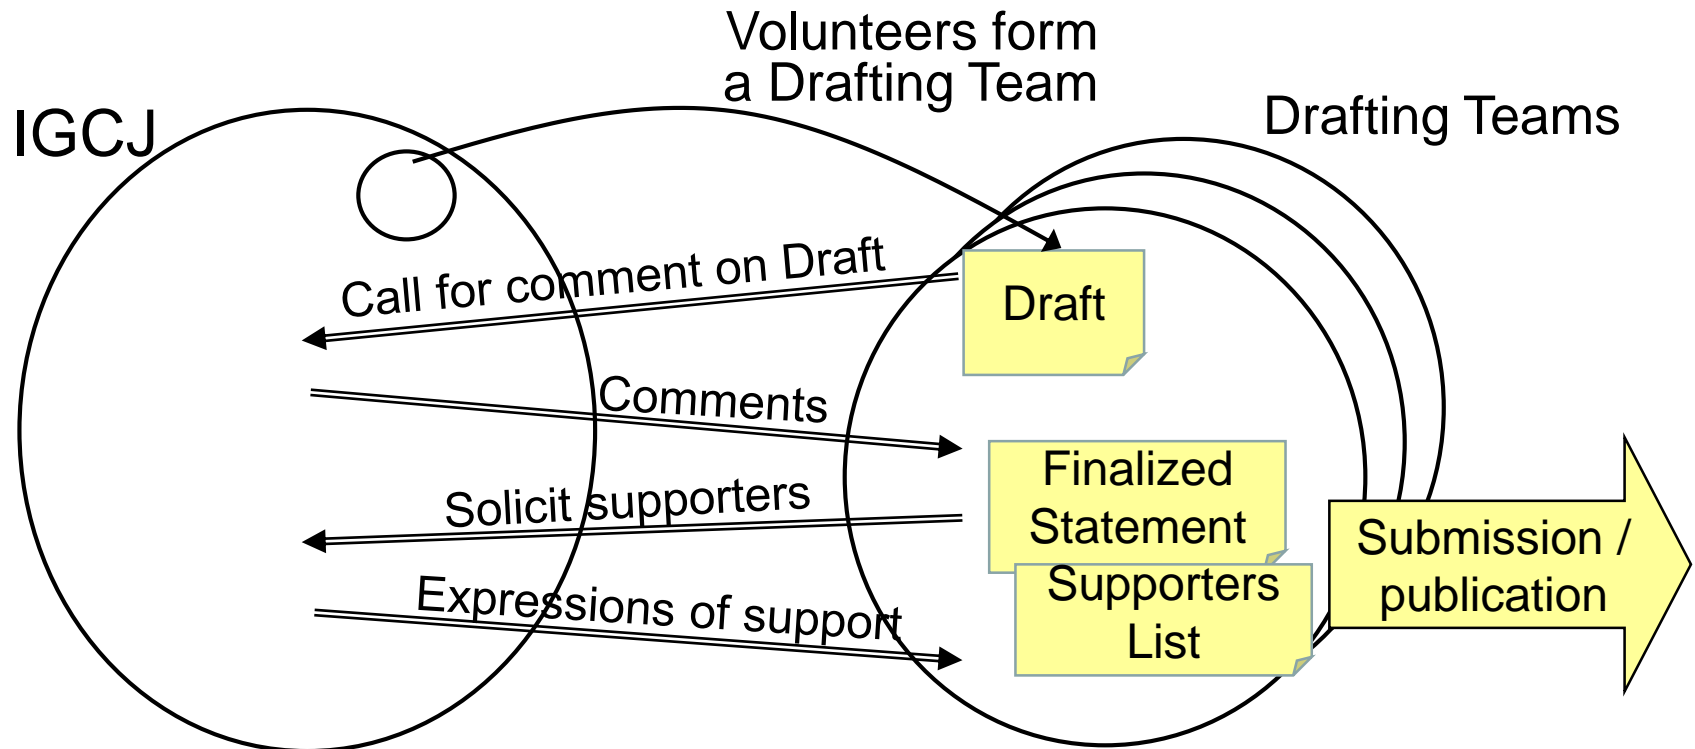 Volunteers form
a Drafting Team
IGCJ
Drafting Teams
Call for comment on Draft
Draft
Comments
Finalized
Statement
Solicit supporters
Submission /
publication
Supporters
List
Expressions of support